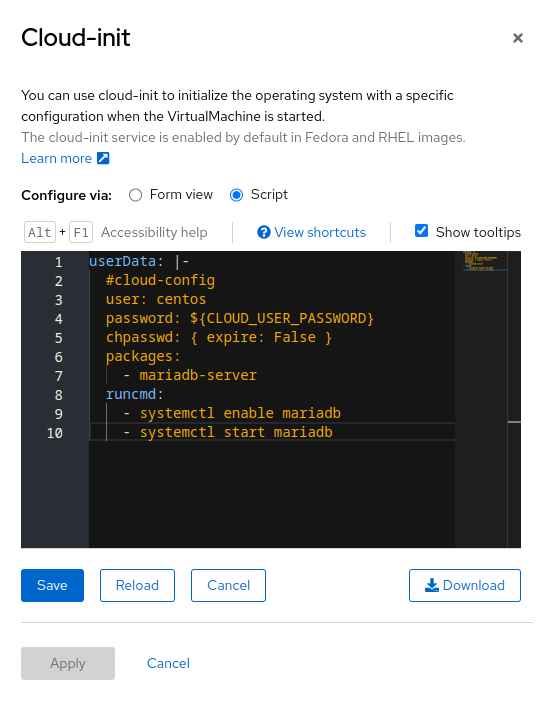 Cloud-init
You can use cloud-init to initialize the operating system with a specific
configuration when the VirtualMachine is started.
The cloud-init service is enabled by default in Fedora and RHEL images.
Learn more
Configure via: Form view Script
Alt + F1 Accessibility help View shortcuts Show tooltips
1 userData: |-
2 #cloud-config
3 user: centos
4 password: ${CLOUD_USER_PASSWORD}
5 chpasswd: { expire: False }
6 packages:
7 - mariadb-server
8 runcmd:
9 - systemctl enable mariadb
10 - systemctl start mariadb
Save Reload Cancel Download
Apply Cancel